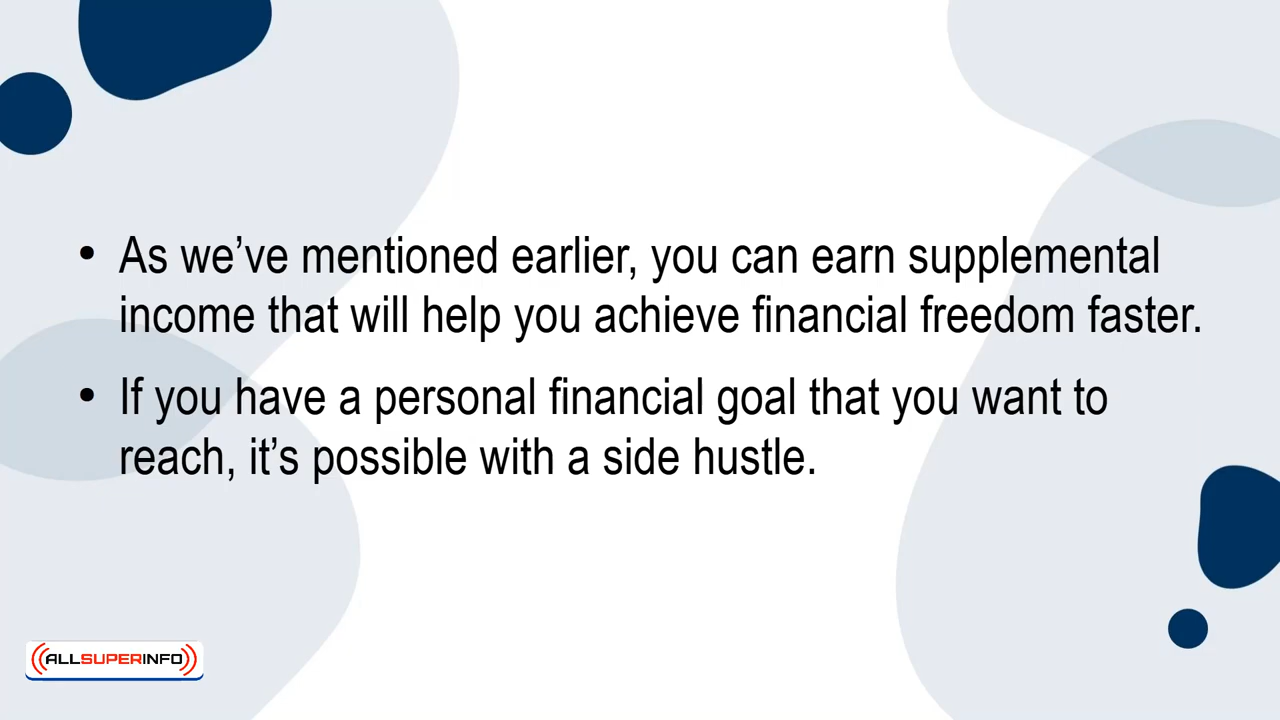 • As we’ve mentioned earlier, you can earn supplemental
income that will help you achieve financial freedom faster.
• If you have a personal financial goal that you want to
reach, it’s possible with a side hustle.
ALLSUPERINFO